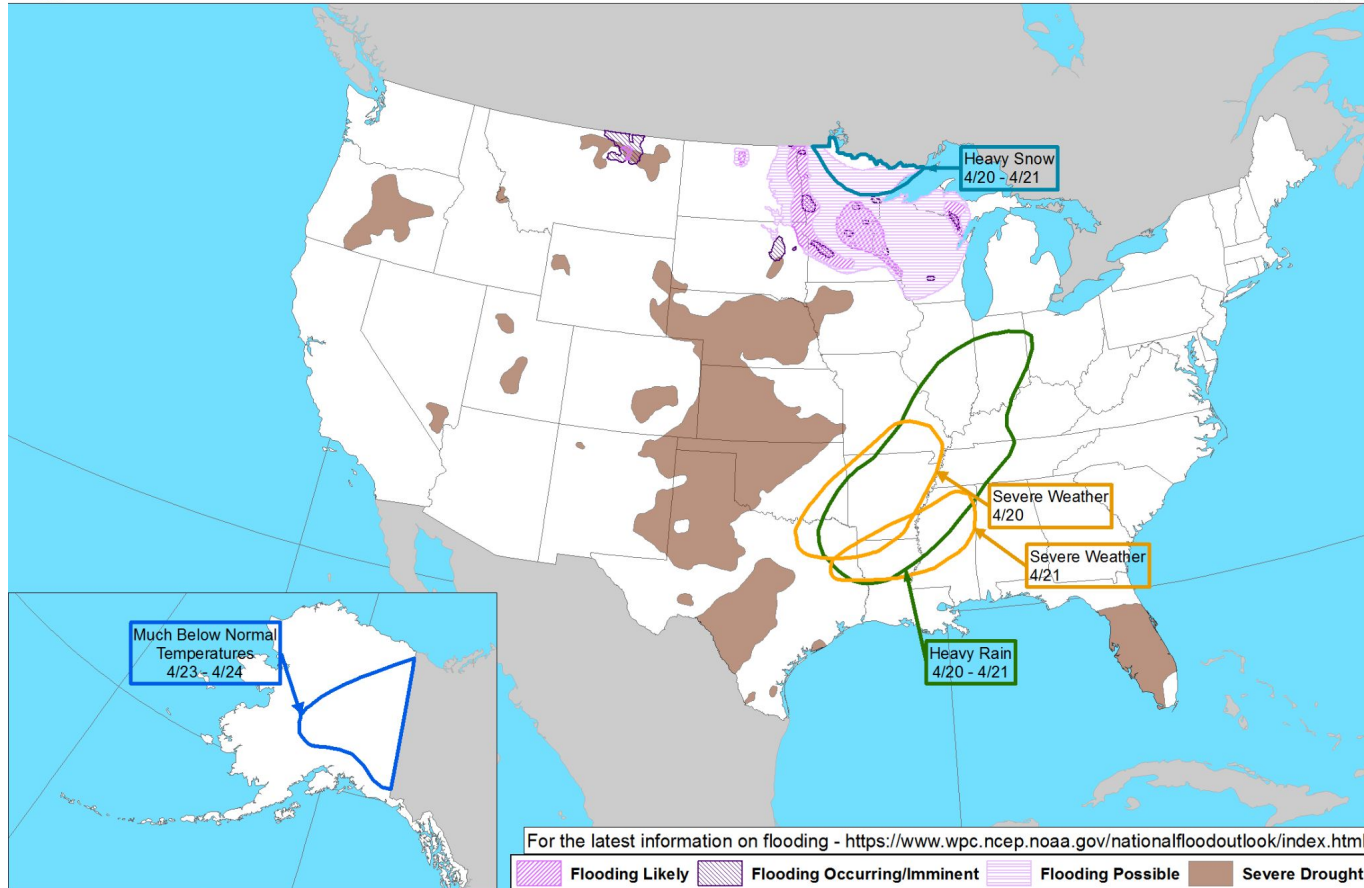 Heavy Snow
4/20 - 4/21
Severe Weather
4/20
Severe Weather
4/21
Much Below Normal
Temperatures
4/23 - 4/24
Heavy Rain
4/20 - 4/21
For the latest information on flooding - https://www.wpc.ncep.noaa.gov/nationalfloodoutlook/index.html
Flooding Likely
Flooding Occurring/Imminent
Flooding Possible
Severe Drought